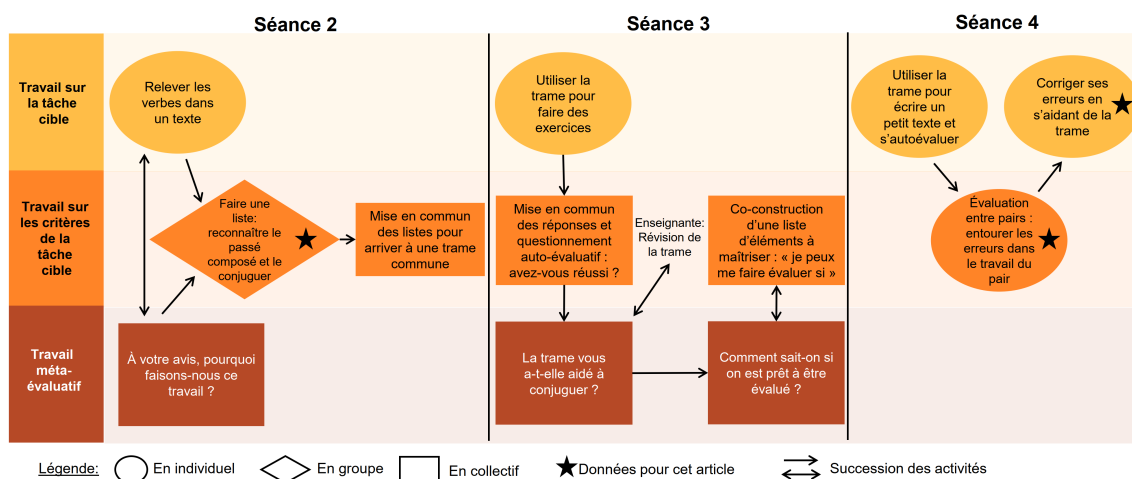 Séance 2
Séance 3
Séance 4
Travail sur
la tâche
cible
Relever les
verbes dans
un texte
Utiliser la
trame pour
faire des
exercices
Utiliser la
trame pour
écrire un
petit texte et
s'autoévaluer
Corriger ses
erreurs en
s'aidant de la
trame
Travail sur
les critères
de la tâche
cible
Faire une
liste:
reconnaître le
passé
composé et le
conjuguer
Mise en commun
des listes pour
arriver à une trame
commune
Mise en commun
des réponses et
questionnement
auto-évaluatif :
avez-vous réussi ?
Enseignante:
Révision de
la trame
Co-construction
d'une liste
d'éléments à
maîtriser : « je peux
me faire évaluer si »
Évaluation
entre pairs :
entourer les
erreurs dans
le travail du
pair
Travail
méta-
évaluatif
À votre avis, pourquoi
faisons-nous ce
travail ?
La trame vous
a-t-elle aidé à
conjuguer ?
Comment sait-on si
on est prêt à être
évalué ?
Légende:
En individuel
En groupe
En collectif
Données pour cet article
Succession des activités